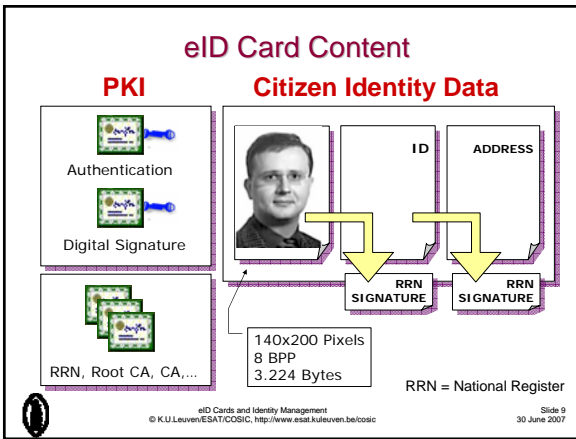 eID Card Content
PKI
Citizen Identity Data
Authentication
Digital Signature
RRN, Root CA, CA,...
ID
ADDRESS
RRN
SIGNATURE
RRN
SIGNATURE
140x200 Pixels
8 BPP
3.224 Bytes
RRN = National Register
eID Cards and Identity Management
© K.U.Leuven/ESAT/COSIC, http://www.esat.kuleuven.be/cosic
Slide 9
30 June 2007